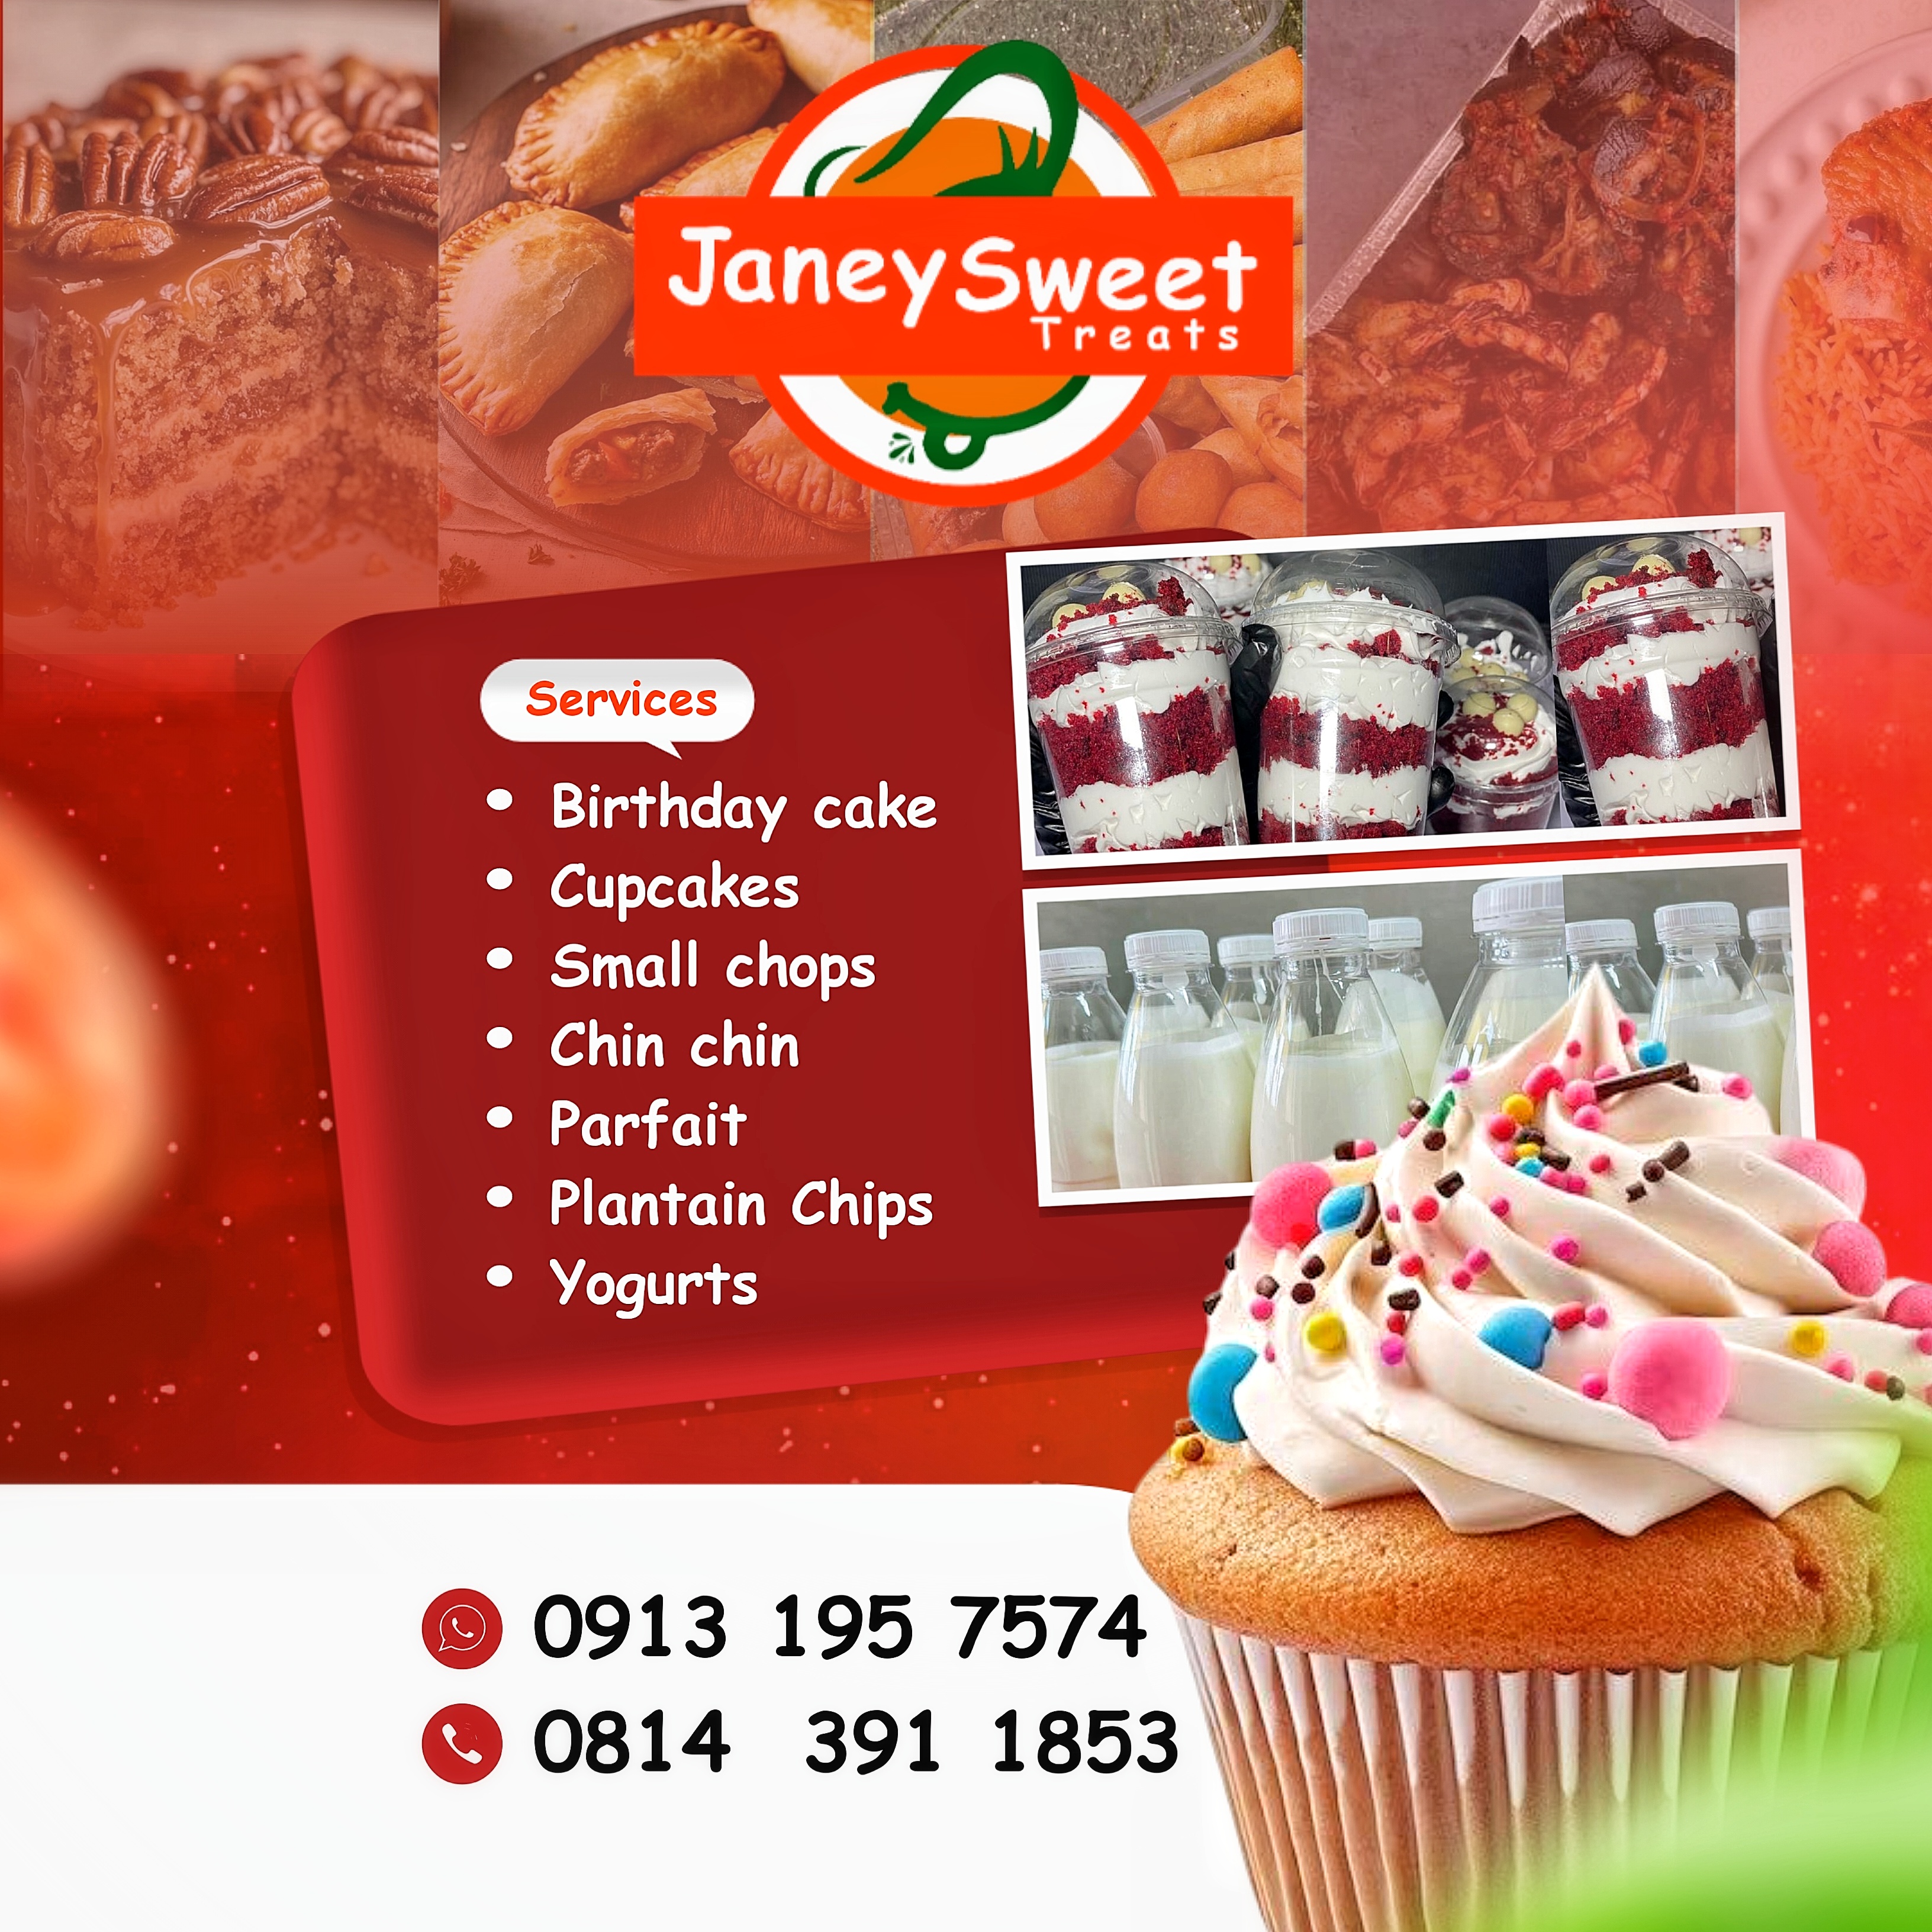 JaneySweet
Treats
Services
• Birthday cake
• Cupcakes
• Small chops
• Chin chin
• Parfait
• Plantain Chips
• Yogurts
0913 195 7574
0814 391 1853